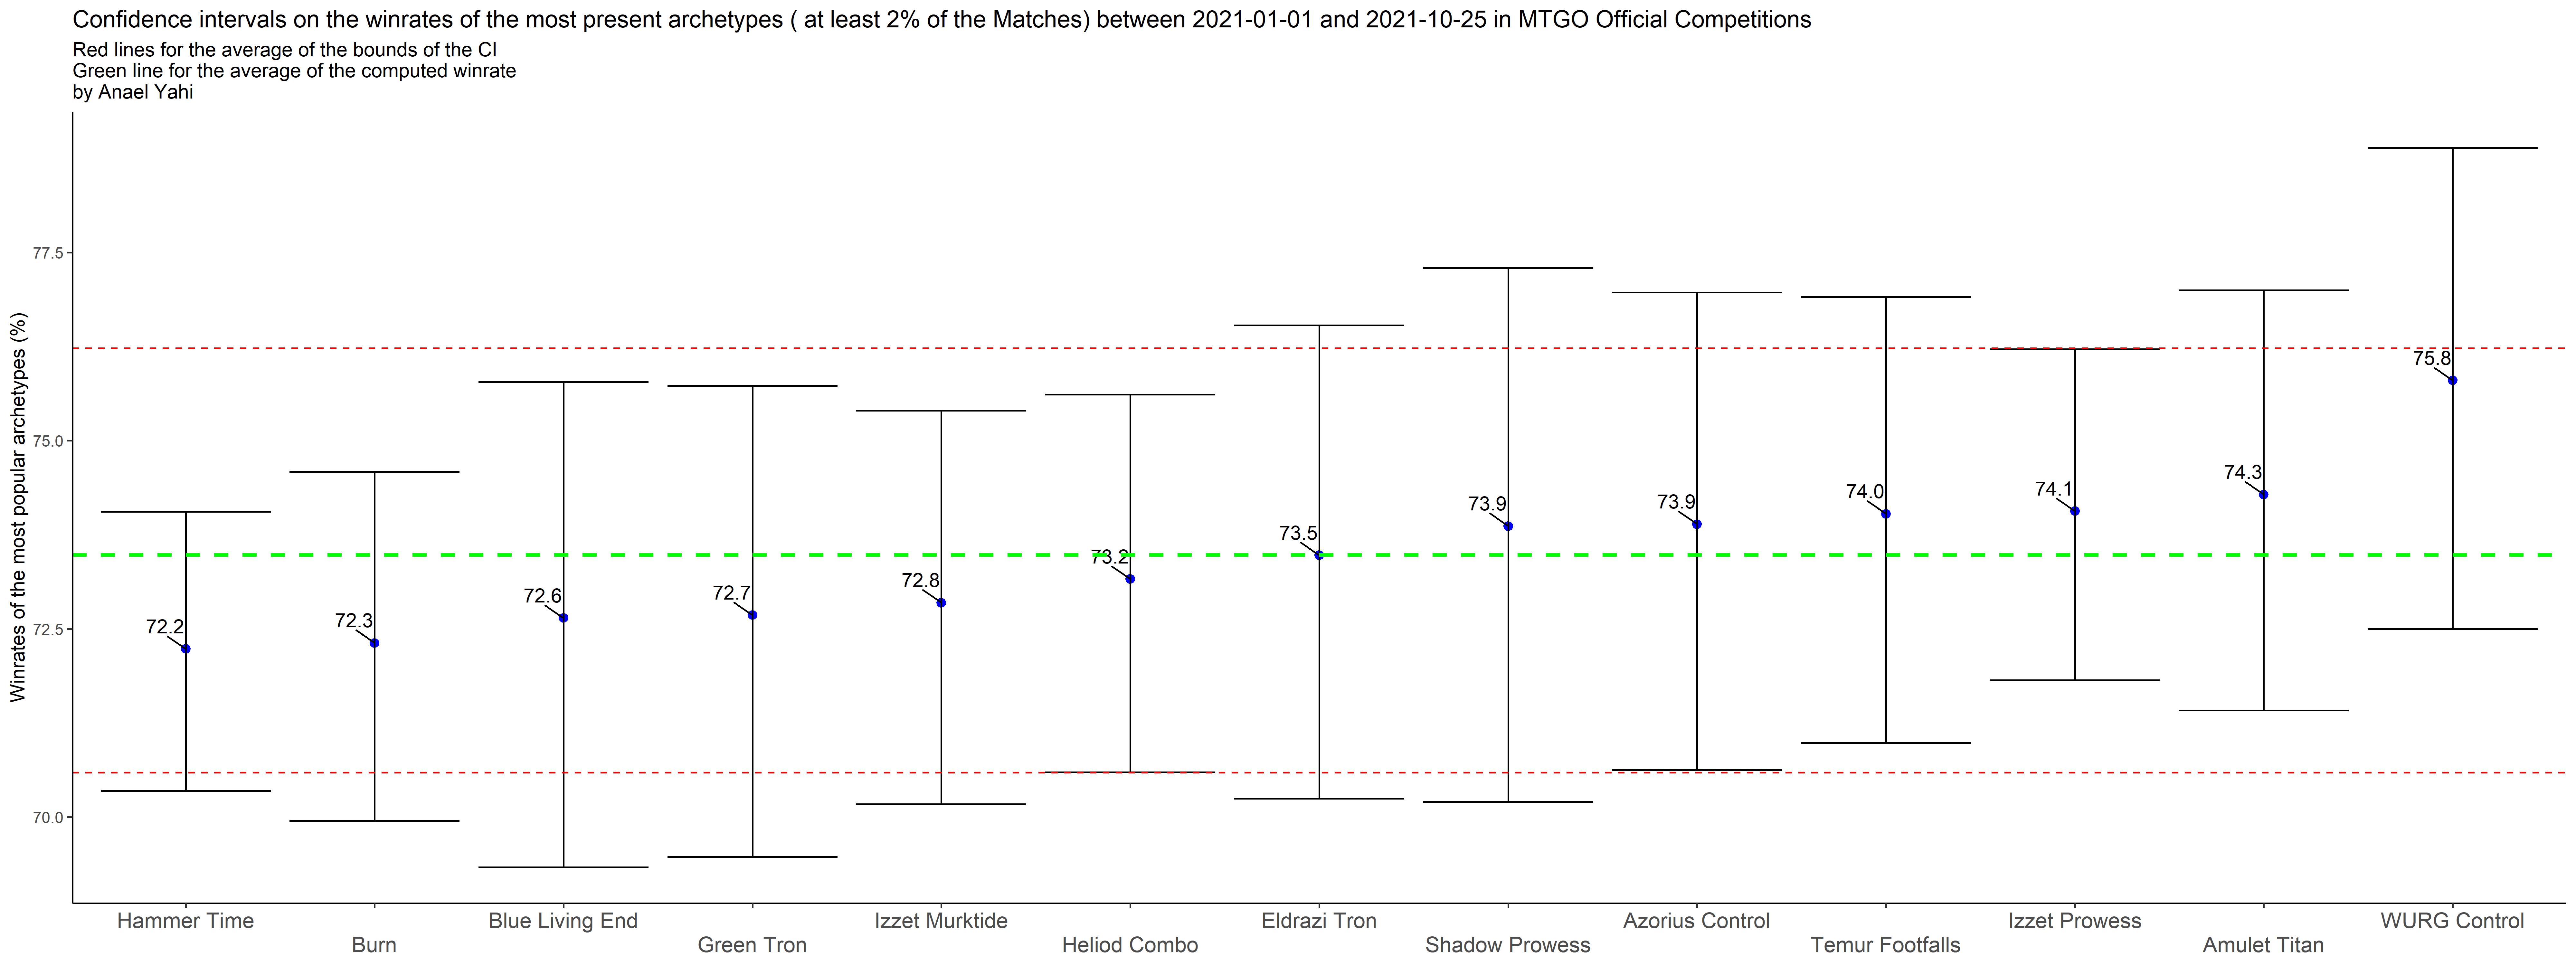 Confidence intervals on the winrates of the most present archetypes ( at least 2% of the Matches) between 2021-01-01 and 2021-10-25 in MTGO Official Competitions
Red lines for the average of the bounds of the CI
Green line for the average of the computed winrate
by Anael Yahi
Winrates of the most popular archetypes (%)
77.5
75.0
72.5
70.0
72.2
72.3
72.6
72.7
72.8
73.2
73.5
73.9
73.9
74.0
74.1
74.3
75.8
Hammer Time
Burn
Blue Living End
Green Tron
Izzet Murktide
Heliod Combo
Eldrazi Tron
Shadow Prowess
Azorius Control
Temur Footfalls
Izzet Prowess
Amulet Titan
WURG Control